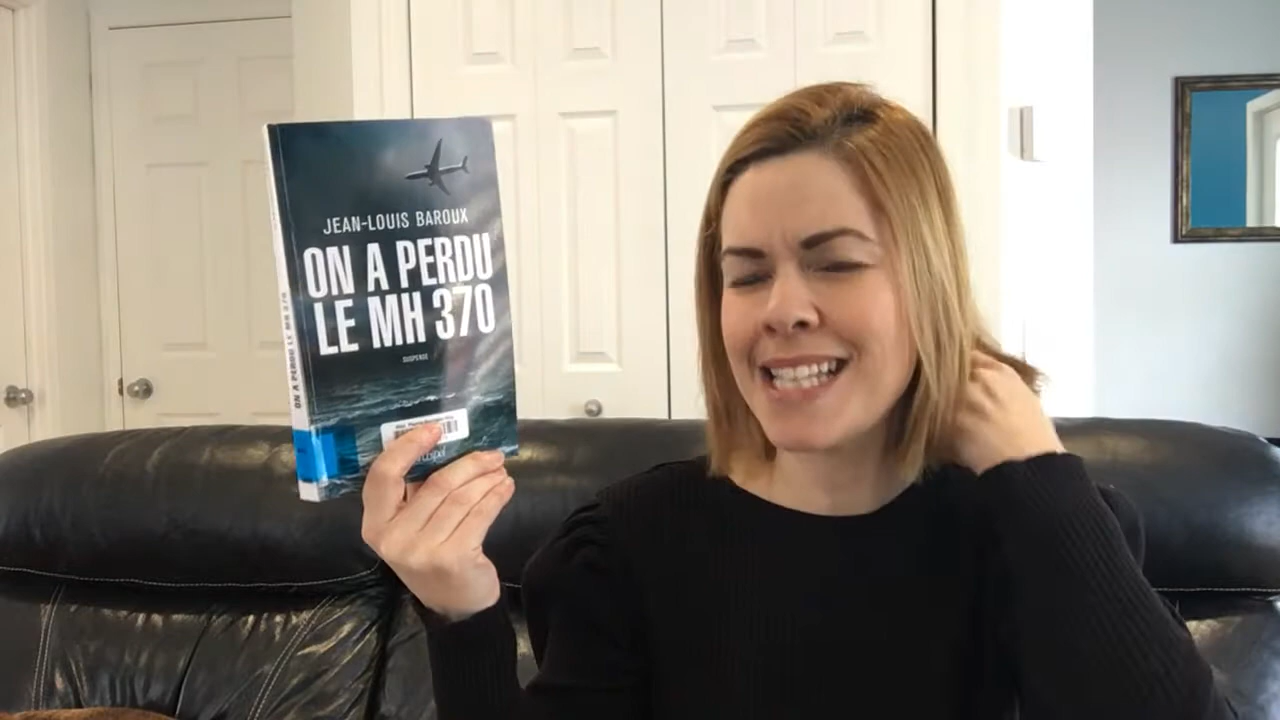 JEAN-LOUIS BAROUX
ON A PERDU
LE MH 370
SUSPENSE
ON A PERDU LE MH 370